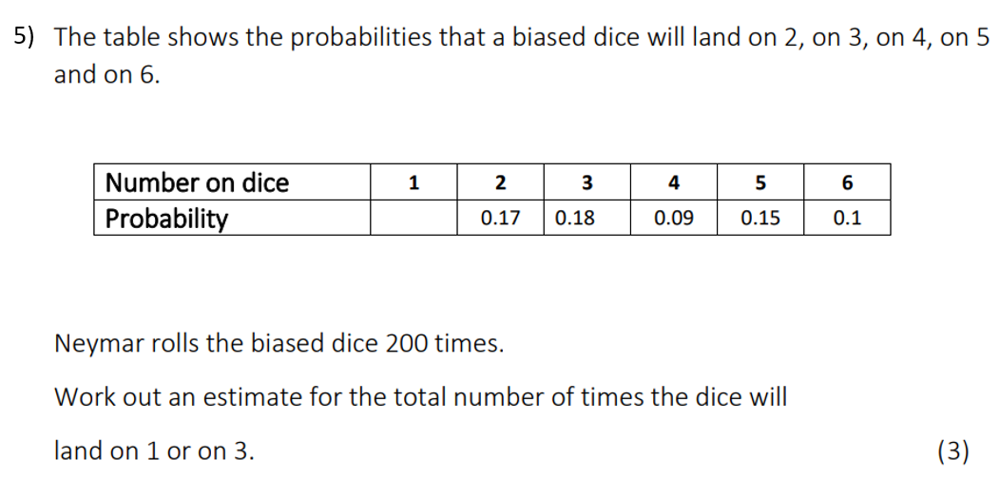 5) The table shows the probabilities that a biased dice will land on 2, on 3, on 4, on 5
and on 6.
Number on dice 1 2 3 4 5 6
Probability 0.17 0.18 0.09 0.15 0.1
Neymar rolls the biased dice 200 times.
Work out an estimate for the total number of times the dice will
land on 1 or on 3. (3)